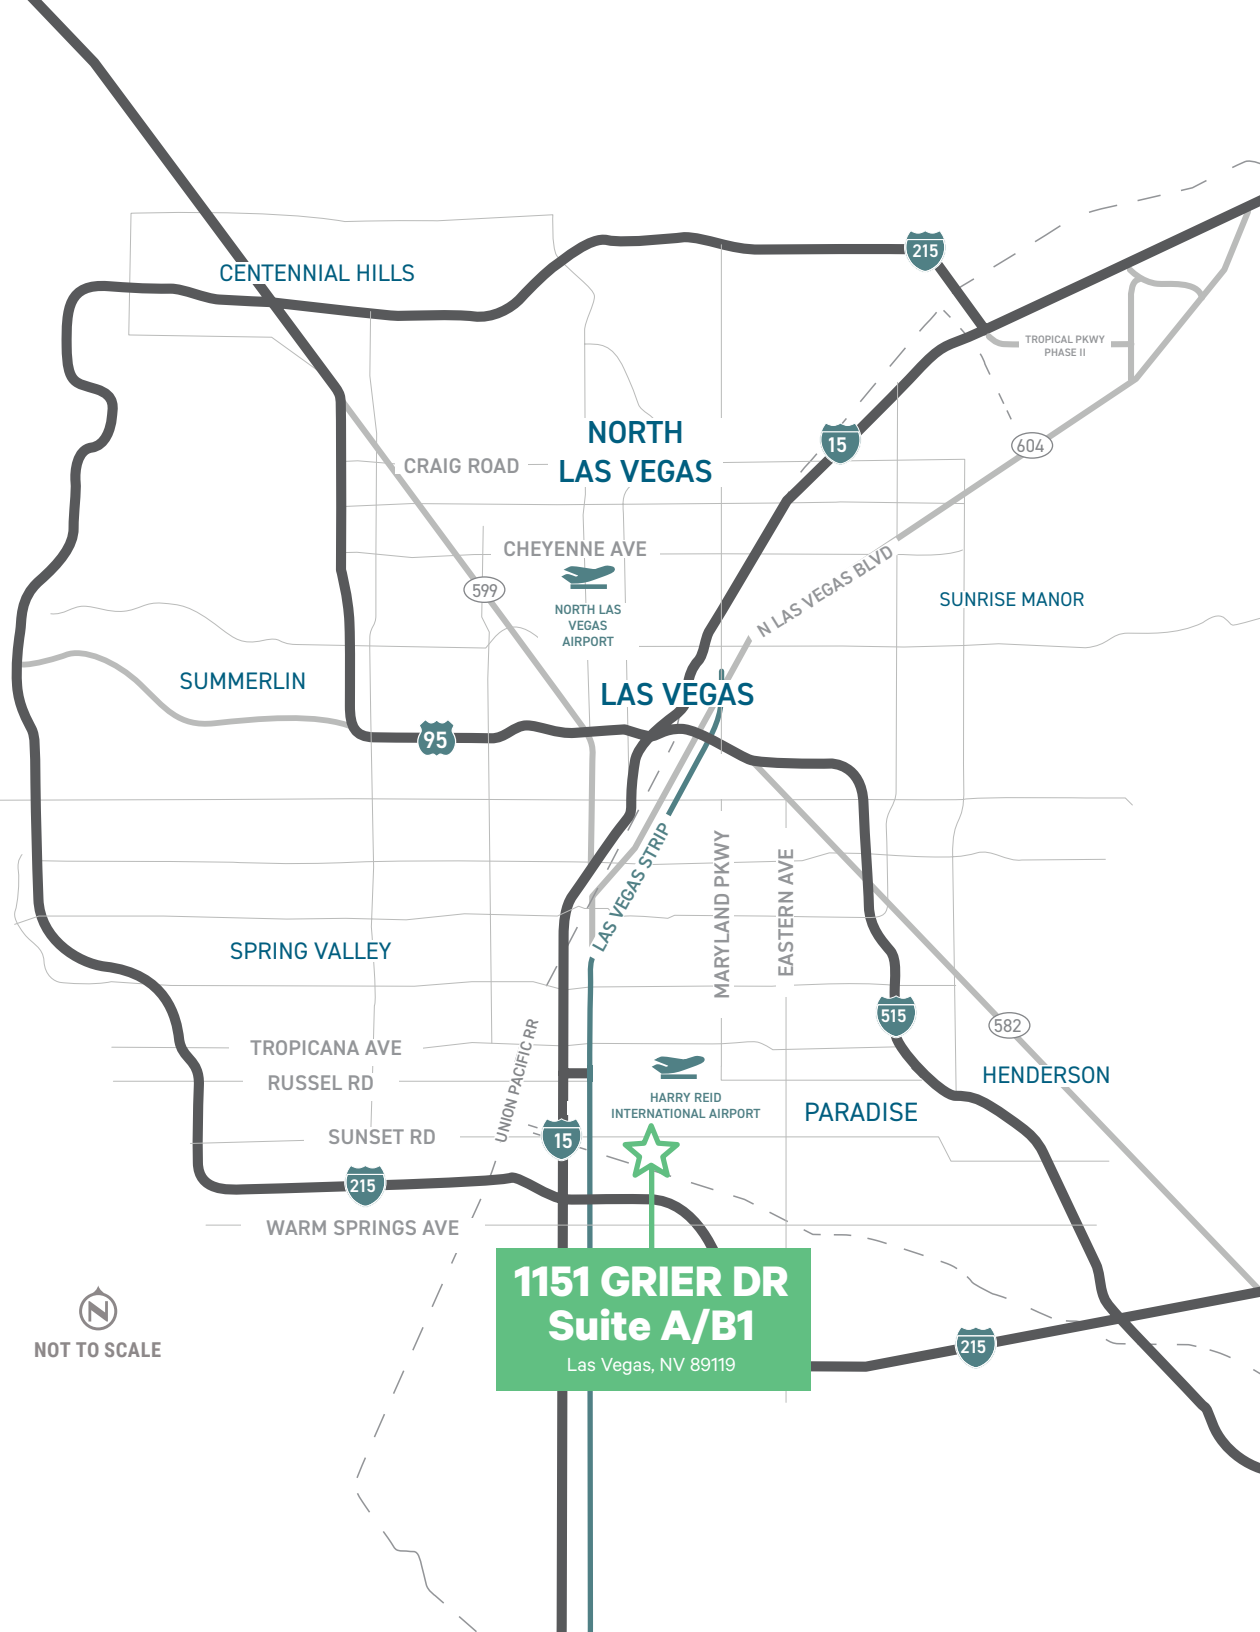 215
CENTENNIAL HILLS
TROPICAL PKWY
PHASE II
NORTH
LAS VEGAS
15
604
CRAIG ROAD
CHEYENNE AVE
N LAS VEGAS BLVD
599
SUNRISE MANOR
NORTH LAS
VEGAS
AIRPORT
SUMMERLIN
LAS VEGAS
95
LAS VEGAS STRIP
MARYLAND PKWY
EASTERN AVE
SPRING VALLEY
515
582
TROPICANA AVE
UNION PACIFIC RR
RUSSEL RD
HENDERSON
HARRY REID
INTERNATIONAL AIRPORT
PARADISE
SUNSET RD
15
215
WARM SPRINGS AVE
1151 GRIER DR
Suite A/B1
Las Vegas, NV 89119
N
NOT TO SCALE
215